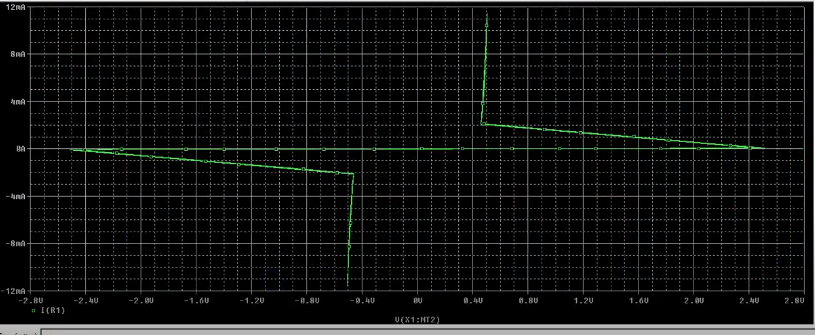 12mA
8mA
4mA
0A
-4mA
-8mA
-12mA
-2.8V -2.4V -2.0V -1.6V -1.2V -0.8V -0.4V 0V 0.4V 0.8V 1.2V 1.6V 2.0V 2.4V 2.8V
I(R1)
V(X1:MT2)